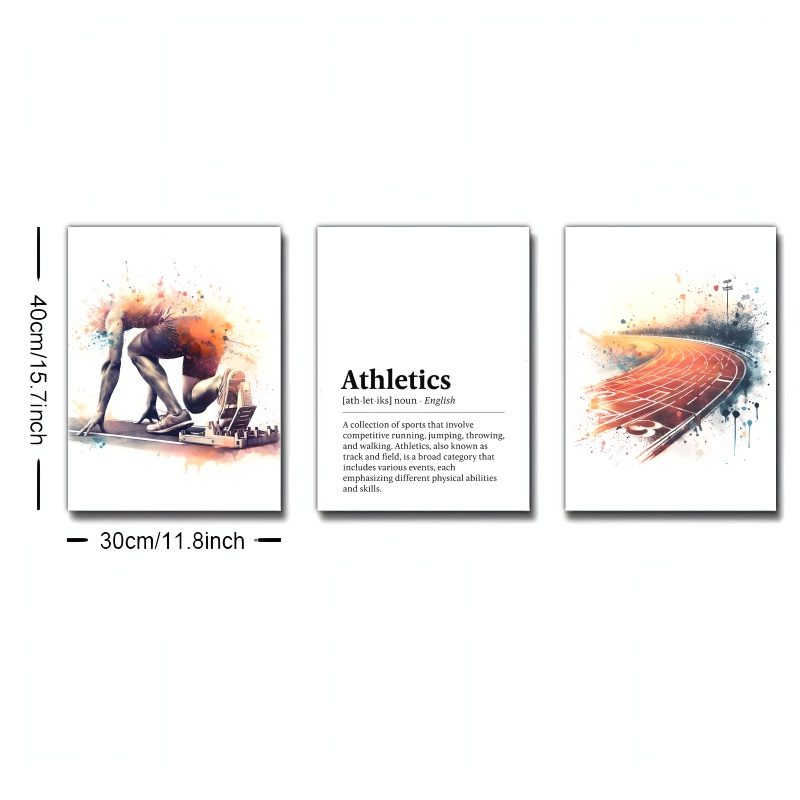 40cm/15.7inch
30cm/11.8inch
Athletics
[ath·let·iks] noun - English
A collection of sports that involve
competitive running, jumping, throwing,
and walking. Athletics, also known as
track and field, is a broad category that
includes various events, each
emphasizing different physical abilities
and skills.